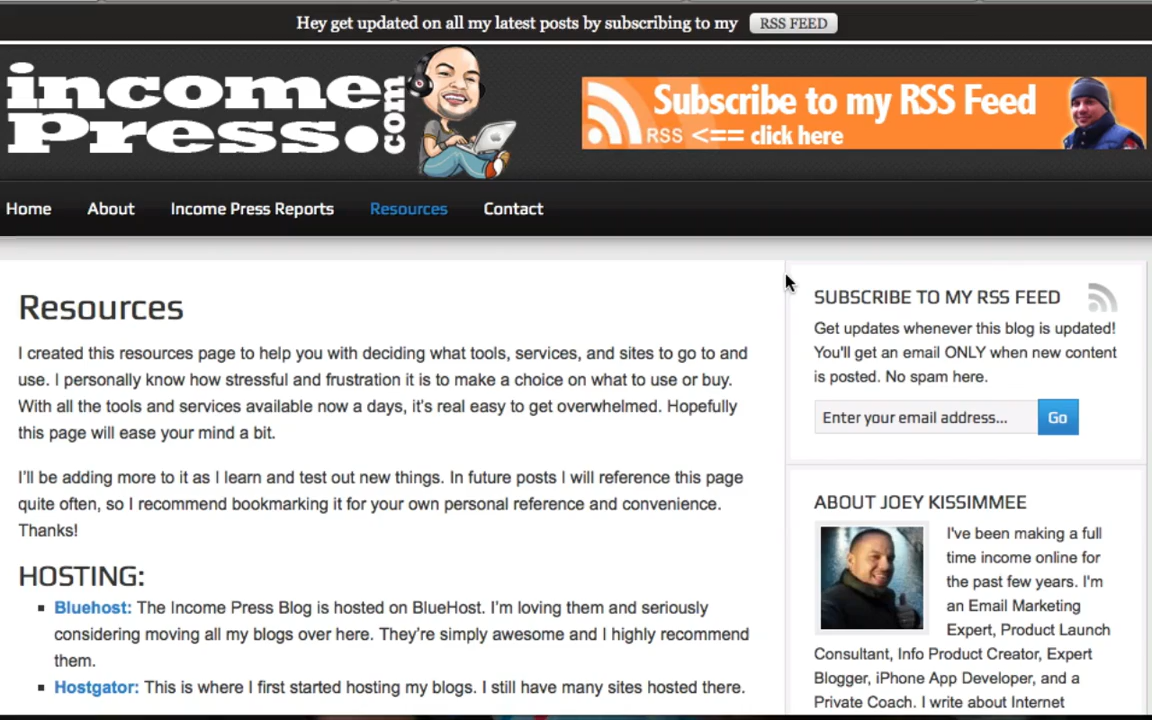 Hey get updated on all my latest posts by subscribing to my RSS FEED
income
Press.com
Subscribe to my RSS Feed
RSS <== click here
Home About Income Press Reports Resources Contact
Resources
I created this resources page to help you with deciding what tools, services, and sites to go to and
use. I personally know how stressful and frustration it is to make a choice on what to use or buy.
With all the tools and services available now a days, it's real easy to get overwhelmed. Hopefully
this page will ease your mind a bit.
I'll be adding more to it as I learn and test out new things. In future posts I will reference this page
quite often, so I recommend bookmarking it for your own personal reference and convenience.
Thanks!
HOSTING:
Bluehost: The Income Press Blog is hosted on BlueHost. I'm loving them and seriously
considering moving all my blogs over here. They're simply awesome and I highly recommend
them.
Hostgator: This is where I first started hosting my blogs. I still have many sites hosted there.
SUBSCRIBE TO MY RSS FEED
Get updates whenever this blog is updated!
You'll get an email ONLY when new content
is posted. No spam here.
Enter your email address... Go
ABOUT JOEY KISSIMMEE
I've been making a full
time income online for
the past few years. I'm
an Email Marketing
Expert, Product Launch
Consultant, Info Product Creator, Expert
Blogger, iPhone App Developer, and a
Private Coach. I write about Internet